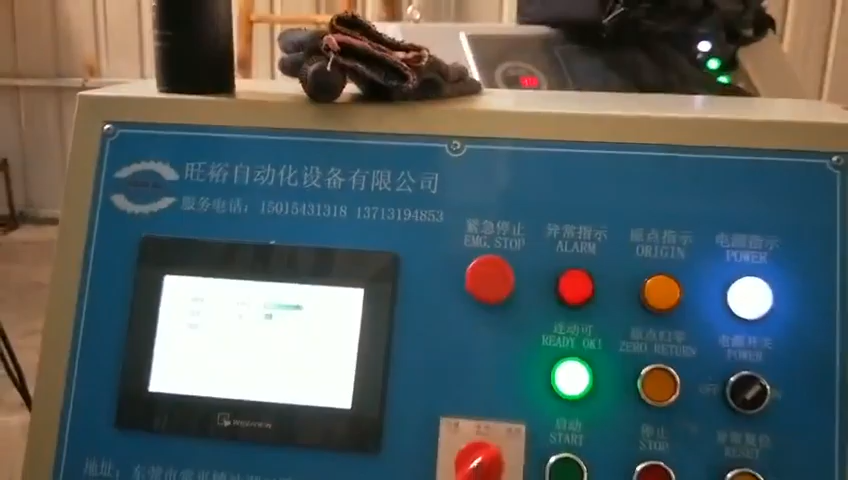 旺裕自动化设备有限公司
服务电话: 15015431318 13713194853
紧急停止
EMG. STOP
异常指示
ALARM
原点指示
ORIGIN
电源指示
POWER
连动可
READY OK1
原点归零
ZERO RETURN
电源开关
POWER
OFF
启动
START
停止
STOP
异常复位
RESET
地址: 东莞市